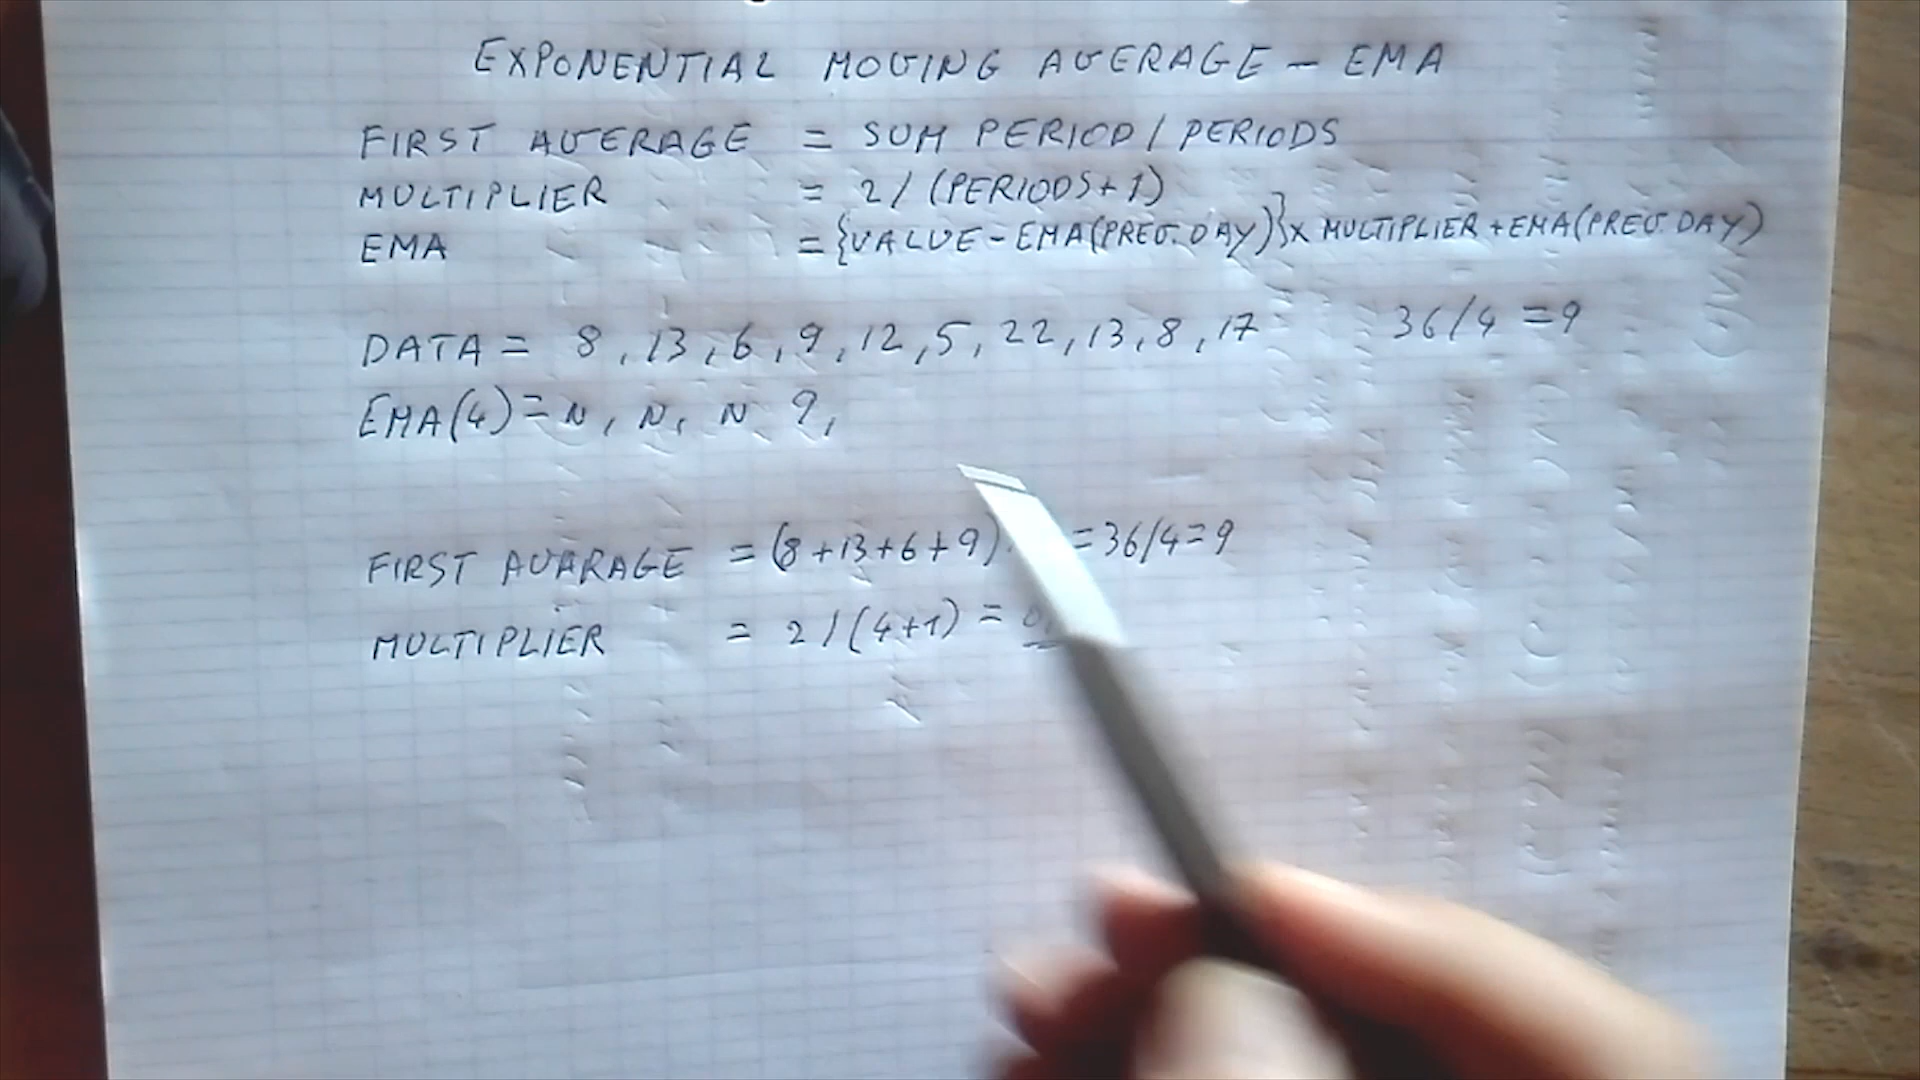 EXPONENTIAL MOVING AVERAGE - EMA
FIRST AVERAGE = SUM PERIOD / PERIODS
MULTIPLIER = 2 / (PERIODS + 1)
EMA = {VALUE - EMA(PREV. DAY)} x MULTIPLIER + EMA(PREV. DAY)
DATA = 8, 13, 6, 9, 12, 5, 22, 13, 8, 17 36/4 = 9
EMA(4) = N, N, N 9,
FIRST AVARAGE = (8 + 13 + 6 + 9) = 36/4 = 9
MULTIPLIER = 2 / (4+1) =